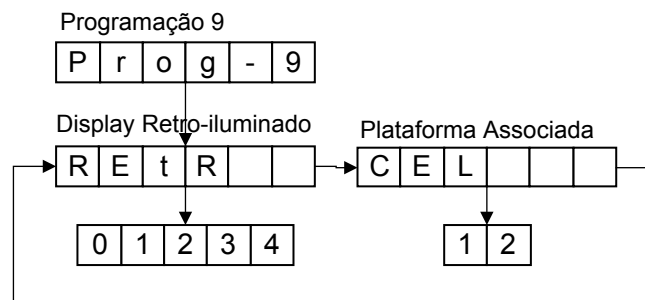 Programação 9
P r o g - 9
Display Retro-iluminado
Plataforma Associada
R E t R
C E L
0 1 2 3 4
1 2